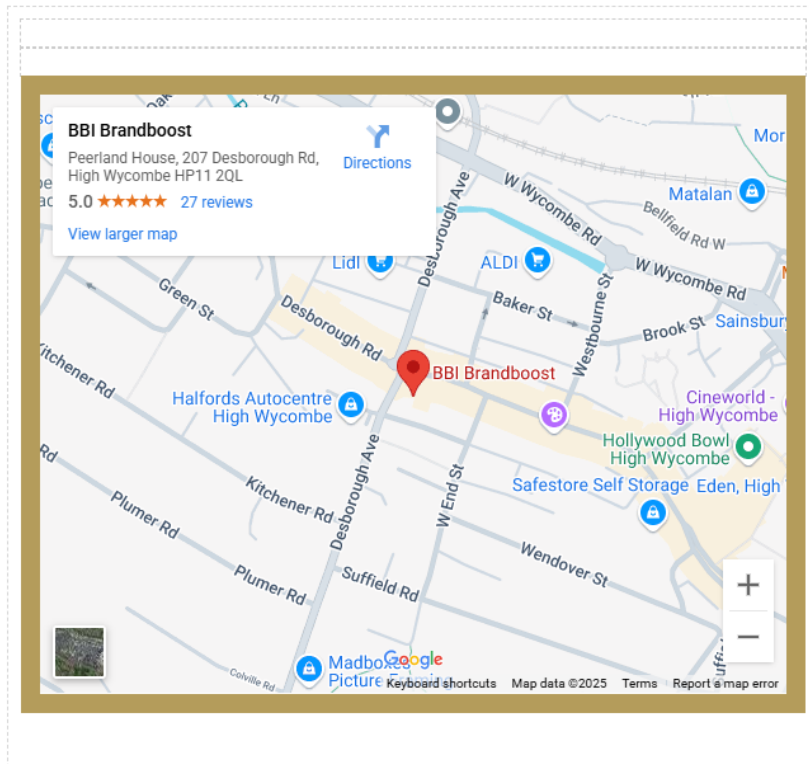 BBI Brandboost
Peerland House, 207 Desborough Rd,
High Wycombe HP11 2QL
Directions
5.0 ★★★★★ 27 reviews
View larger map
Desborough Ave
W Wycombe Rd
Mor
Matalan
Bellfield Rd W
W Wycombe Rd
Lidl
ALDI
Green St
Baker St
Westbourne St
Brook St
Sainsbury
Desborough Rd
BBI Brandboost
Kitchener Rd
Halfords Autocentre
High Wycombe
Cineworld -
High Wycombe
Hollywood Bowl
High Wycombe
Rd
Kitchener Rd
Desborough Ave
W End St
Safestore Self Storage
Eden, High
Plumer Rd
Wendover St
Plumer Rd
Suffield Rd
Colville Rd
Madboxes
Picture Framing
Google
Keyboard shortcuts
Map data ©2025
Terms
Report a map error